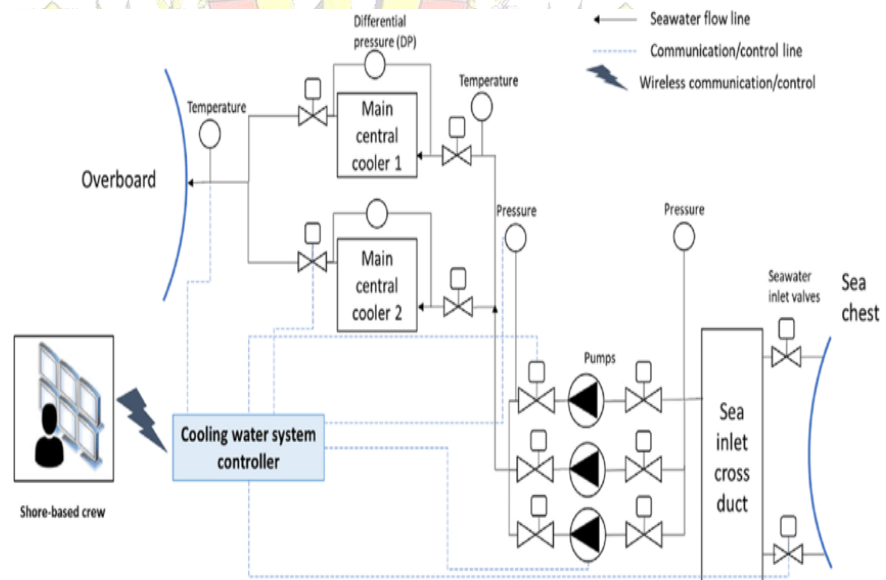 Seawater flow line
Communication/control line
Wireless communication/control
Differential
pressure (DP)
Temperature
Main
central
cooler 1
Temperature
Overboard
Main
central
cooler 2
Pressure
Pressure
Seawater
inlet valves
Sea
chest
Pumps
Sea
inlet
cross
duct
Cooling water system
controller
Shore-based crew